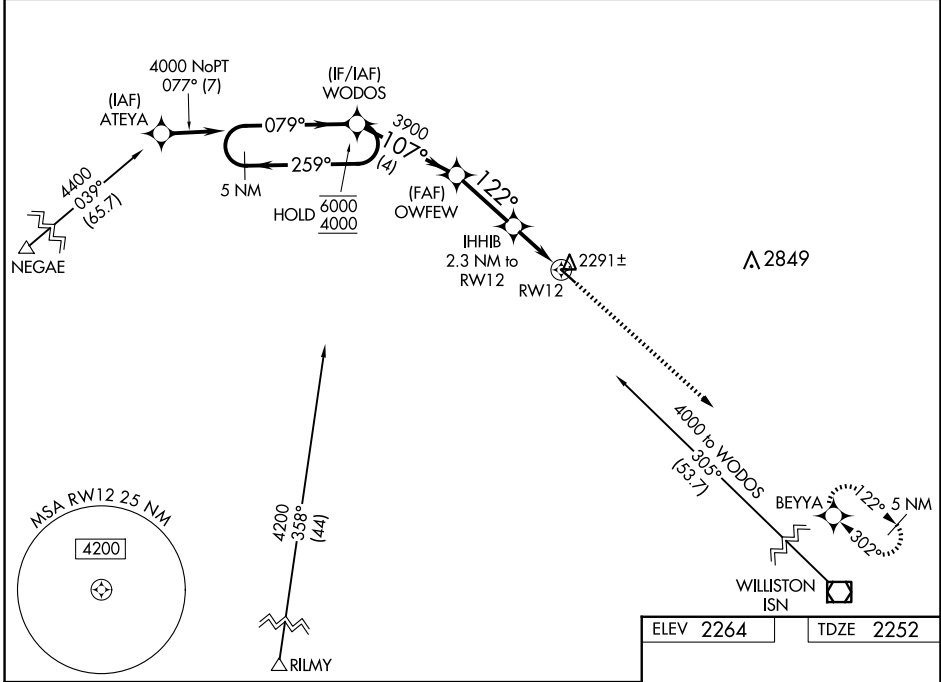 4000 NoPT
077° (7)
(IAF)
ATEYA
(IF/IAF)
WODOS
079°
259°
5 NM
HOLD
6000
4000
3900
107°
(4)
(FAF)
OWFEW
122°
IHHIB
2.3 NM to
RW12
RW12
2291±
2849
4400
039°
(65.7)
NEGAE
4200
358°
(44)
RILMY
4000 to WODOS
305°
(53.7)
BEYYA
122°
5 NM
302°
WILLISTON
ISN
MSA RW12 25 NM
4200
ELEV 2264
TDZE 2252